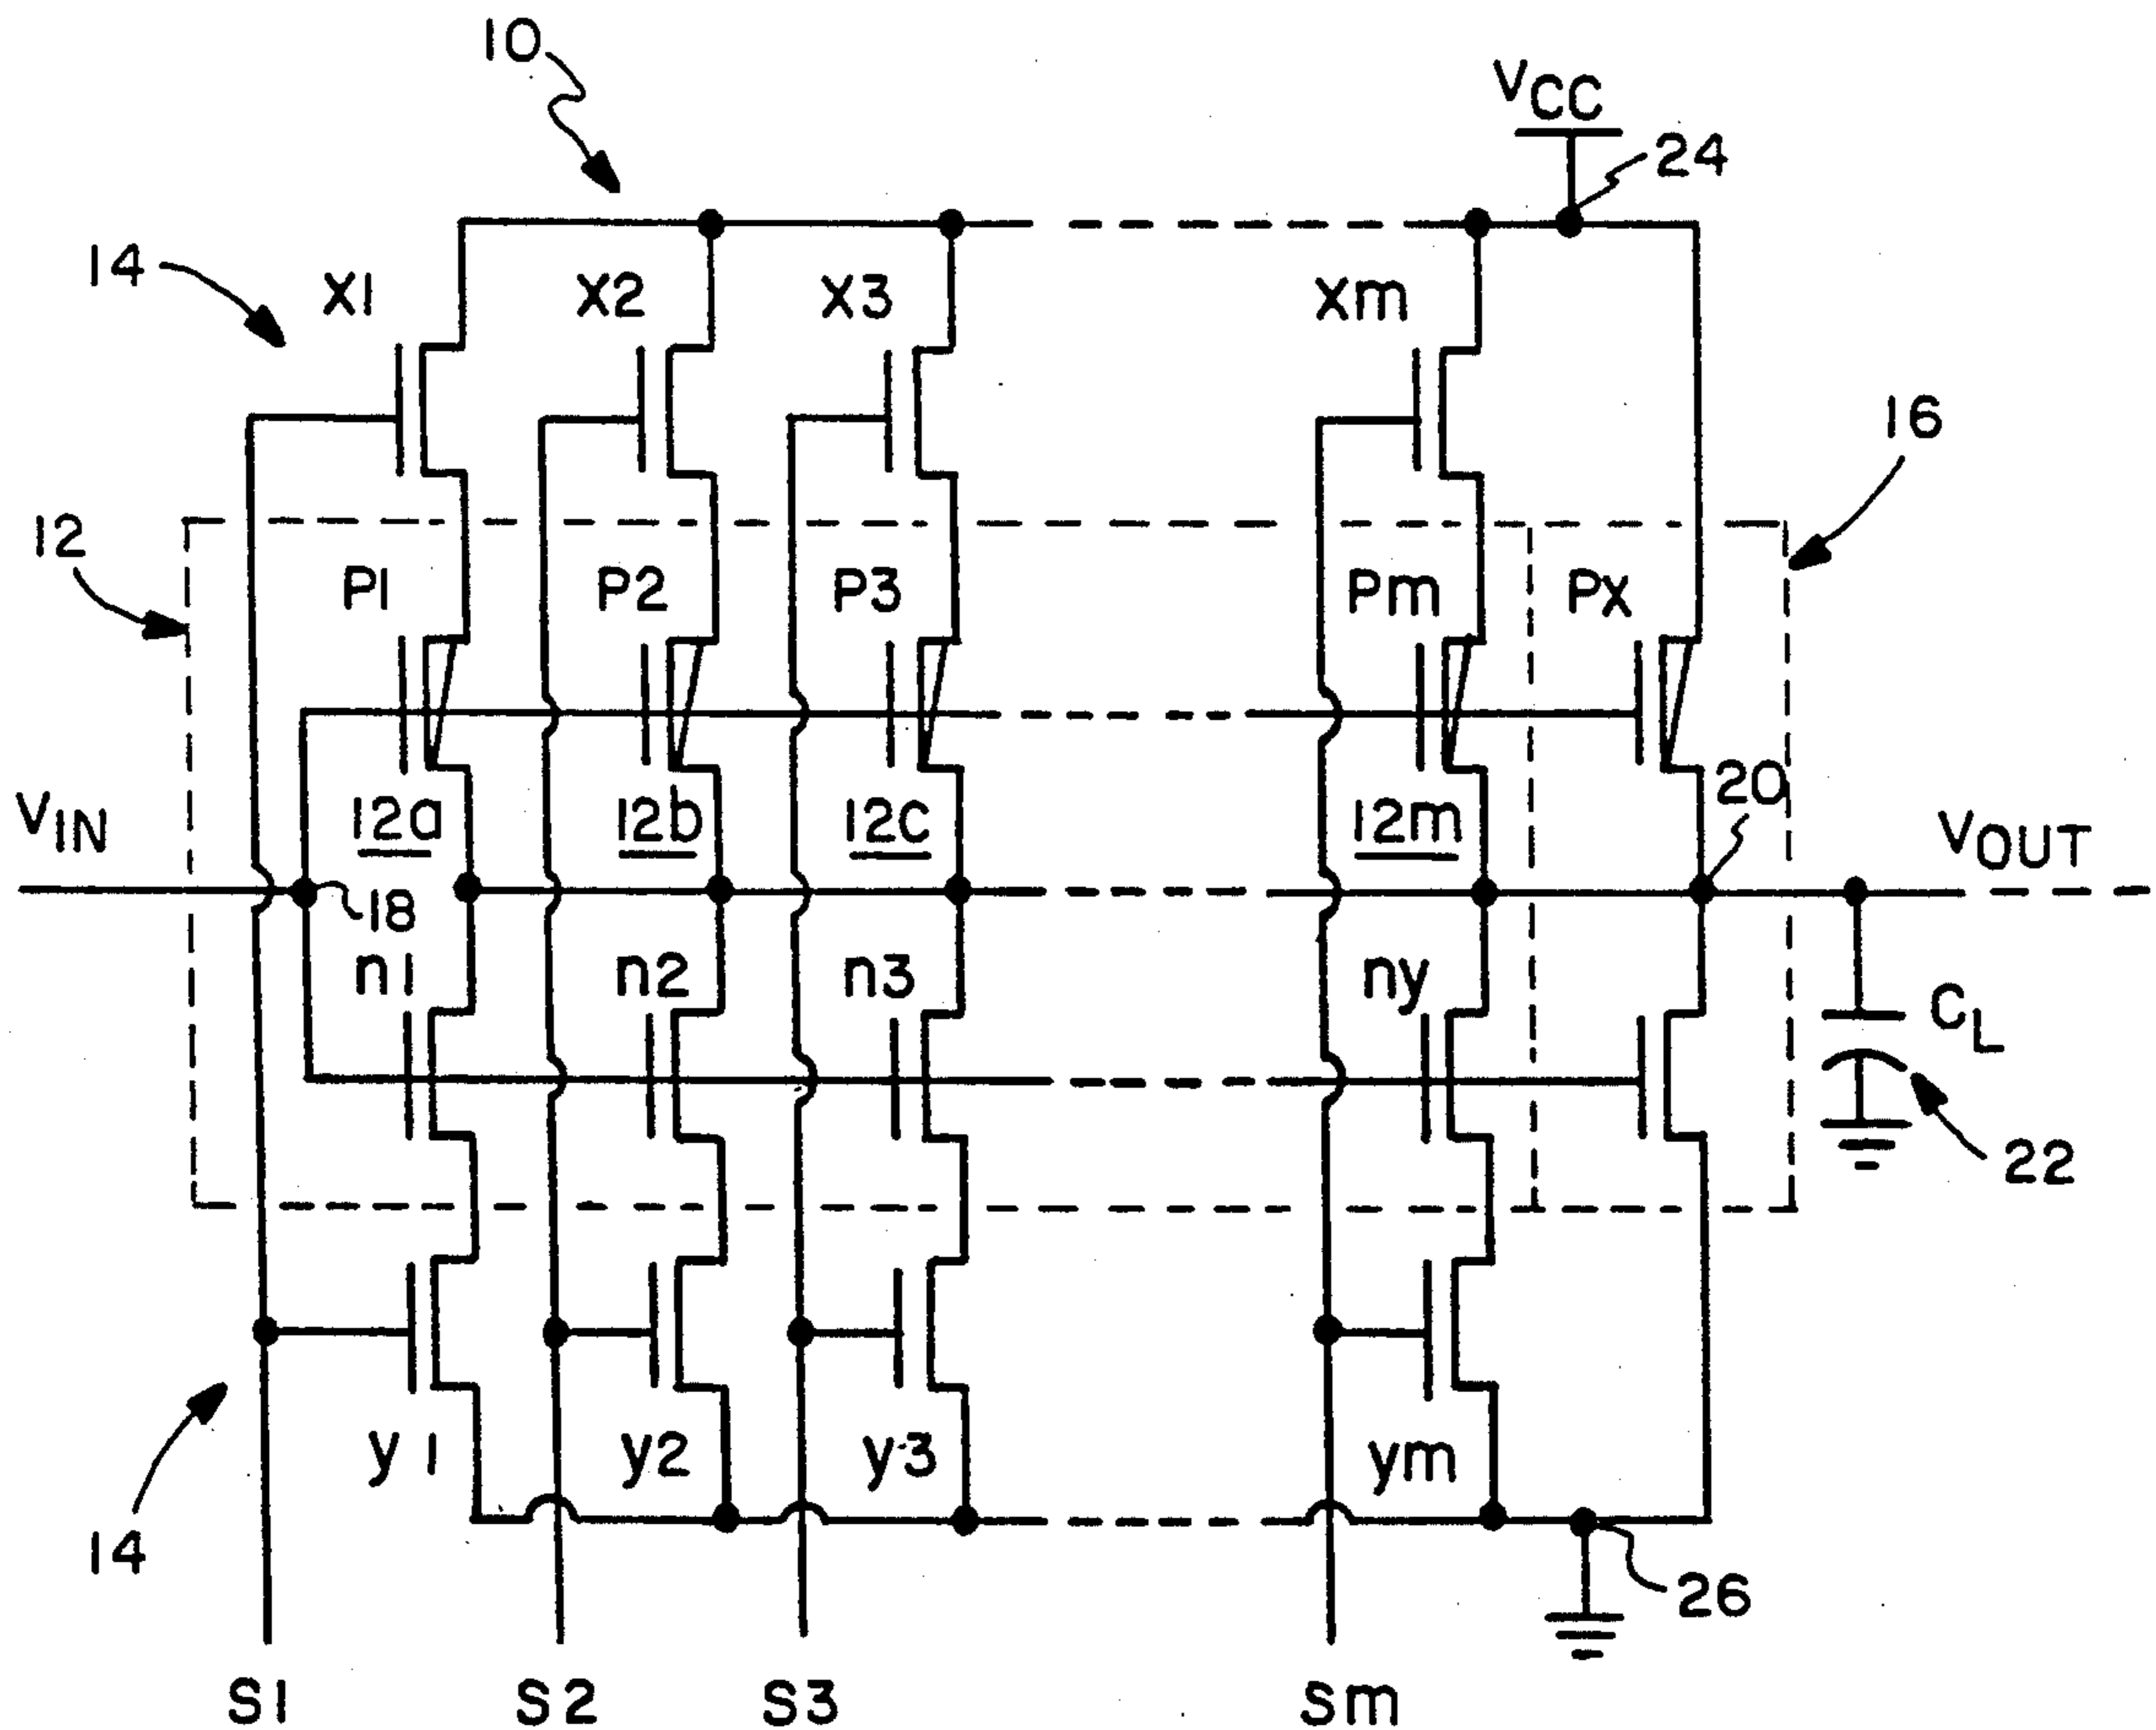 10
VCC
24
14
X1
X2
X3
Xm
16
12
P1
P2
P3
Pm
PX
20
VIN
12a
12b
12c
12m
VOUT
18
n1
n2
n3
ny
CL
22
y1
y2
y3
ym
14
26
S1
S2
S3
Sm